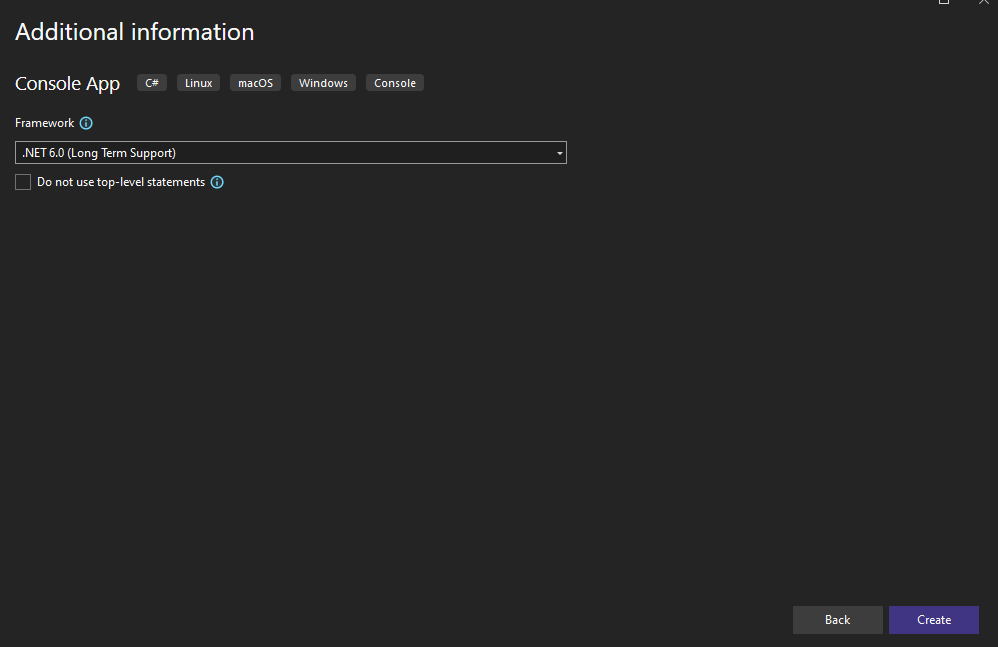 Additional information
Console App C# Linux macOS Windows Console
Framework
.NET 6.0 (Long Term Support)
Do not use top-level statements
Back Create